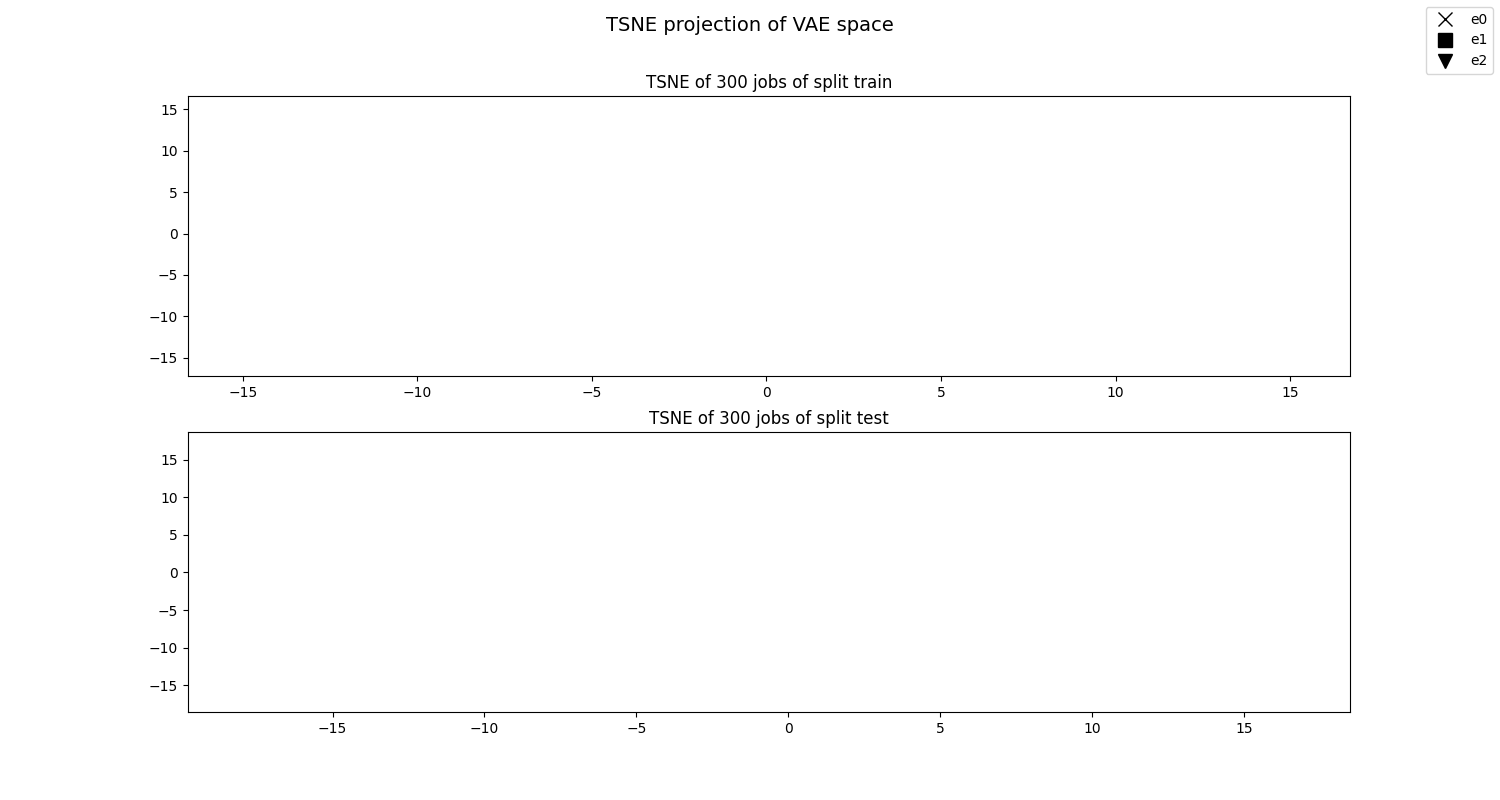 TSNE projection of VAE space
e0
e1
e2
TSNE of 300 jobs of split train
15
10
5
0
−5
−10
−15
−15 −10 −5 0 5 10 15
TSNE of 300 jobs of split test
15
10
5
0
−5
−10
−15
−15 −10 −5 0 5 10 15